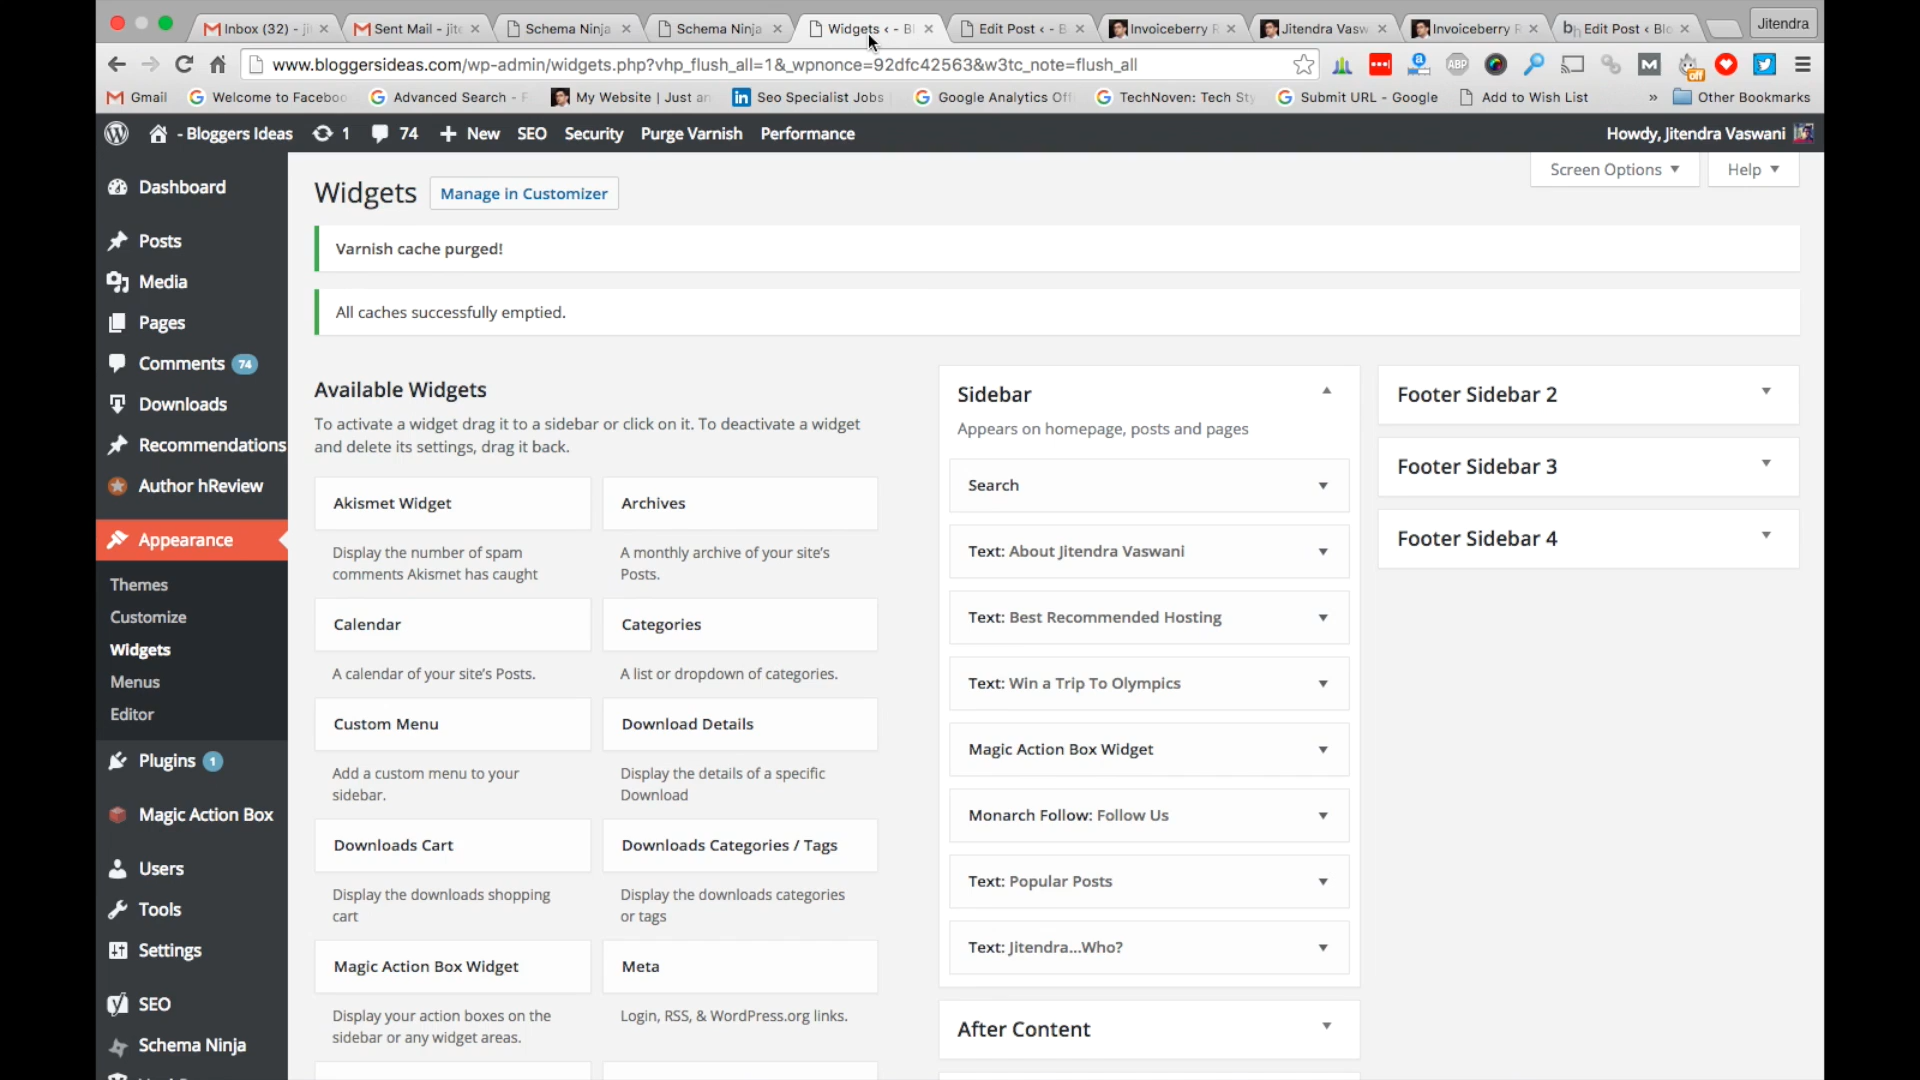 Inbox (32) - ji
Sent Mail - jite
Schema Ninja
Schema Ninja
Widgets ‹ - Bl
Edit Post ‹ - B
Invoiceberry R
Jitendra Vasw
Invoiceberry R
Edit Post ‹ Blo
Jitendra
www.bloggersideas.com/wp-admin/widgets.php?vhp_flush_all=1&_wpnonce=92dfc42563&w3tc_note=flush_all
ABP
M
off
Gmail
Welcome to Faceboo
Advanced Search - F
My Website | Just an
Seo Specialist Jobs
Google Analytics Off
TechNoven: Tech Sty
Submit URL - Google
Add to Wish List
»
Other Bookmarks
- Bloggers Ideas
1
74
New
SEO
Security
Purge Varnish
Performance
Howdy, Jitendra Vaswani
Screen Options
Help
Dashboard
Posts
Media
Pages
Comments 74
Downloads
Recommendations
Author hReview
Appearance
Themes
Customize
Widgets
Menus
Editor
Plugins 1
Magic Action Box
Users
Tools
Settings
SEO
Schema Ninja
Widgets
Manage in Customizer
Varnish cache purged!
All caches successfully emptied.
Available Widgets
To activate a widget drag it to a sidebar or click on it. To deactivate a widget
and delete its settings, drag it back.
Akismet Widget
Display the number of spam
comments Akismet has caught
Archives
A monthly archive of your site's
Posts.
Calendar
A calendar of your site's Posts.
Categories
A list or dropdown of categories.
Custom Menu
Add a custom menu to your
sidebar.
Download Details
Display the details of a specific
Download
Downloads Cart
Display the downloads shopping
cart
Downloads Categories / Tags
Display the downloads categories
or tags
Magic Action Box Widget
Display your action boxes on the
sidebar or any widget areas.
Meta
Login, RSS, & WordPress.org links.
Sidebar
Appears on homepage, posts and pages
Search
Text: About Jitendra Vaswani
Text: Best Recommended Hosting
Text: Win a Trip To Olympics
Magic Action Box Widget
Monarch Follow: Follow Us
Text: Popular Posts
Text: Jitendra...Who?
After Content
Footer Sidebar 2
Footer Sidebar 3
Footer Sidebar 4